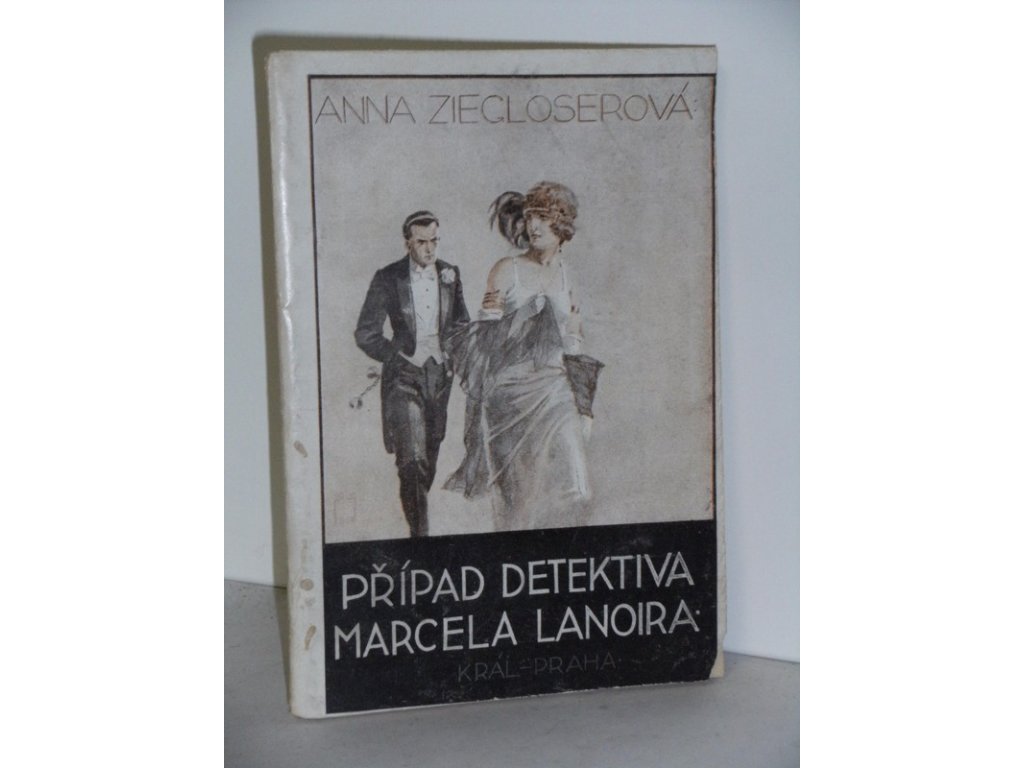 ANNA ZIEGLOSEROVÁ:
PŘÍPAD DETEKTIVA
MARCELA LANOIRA·
KRÁL–PRAHA·